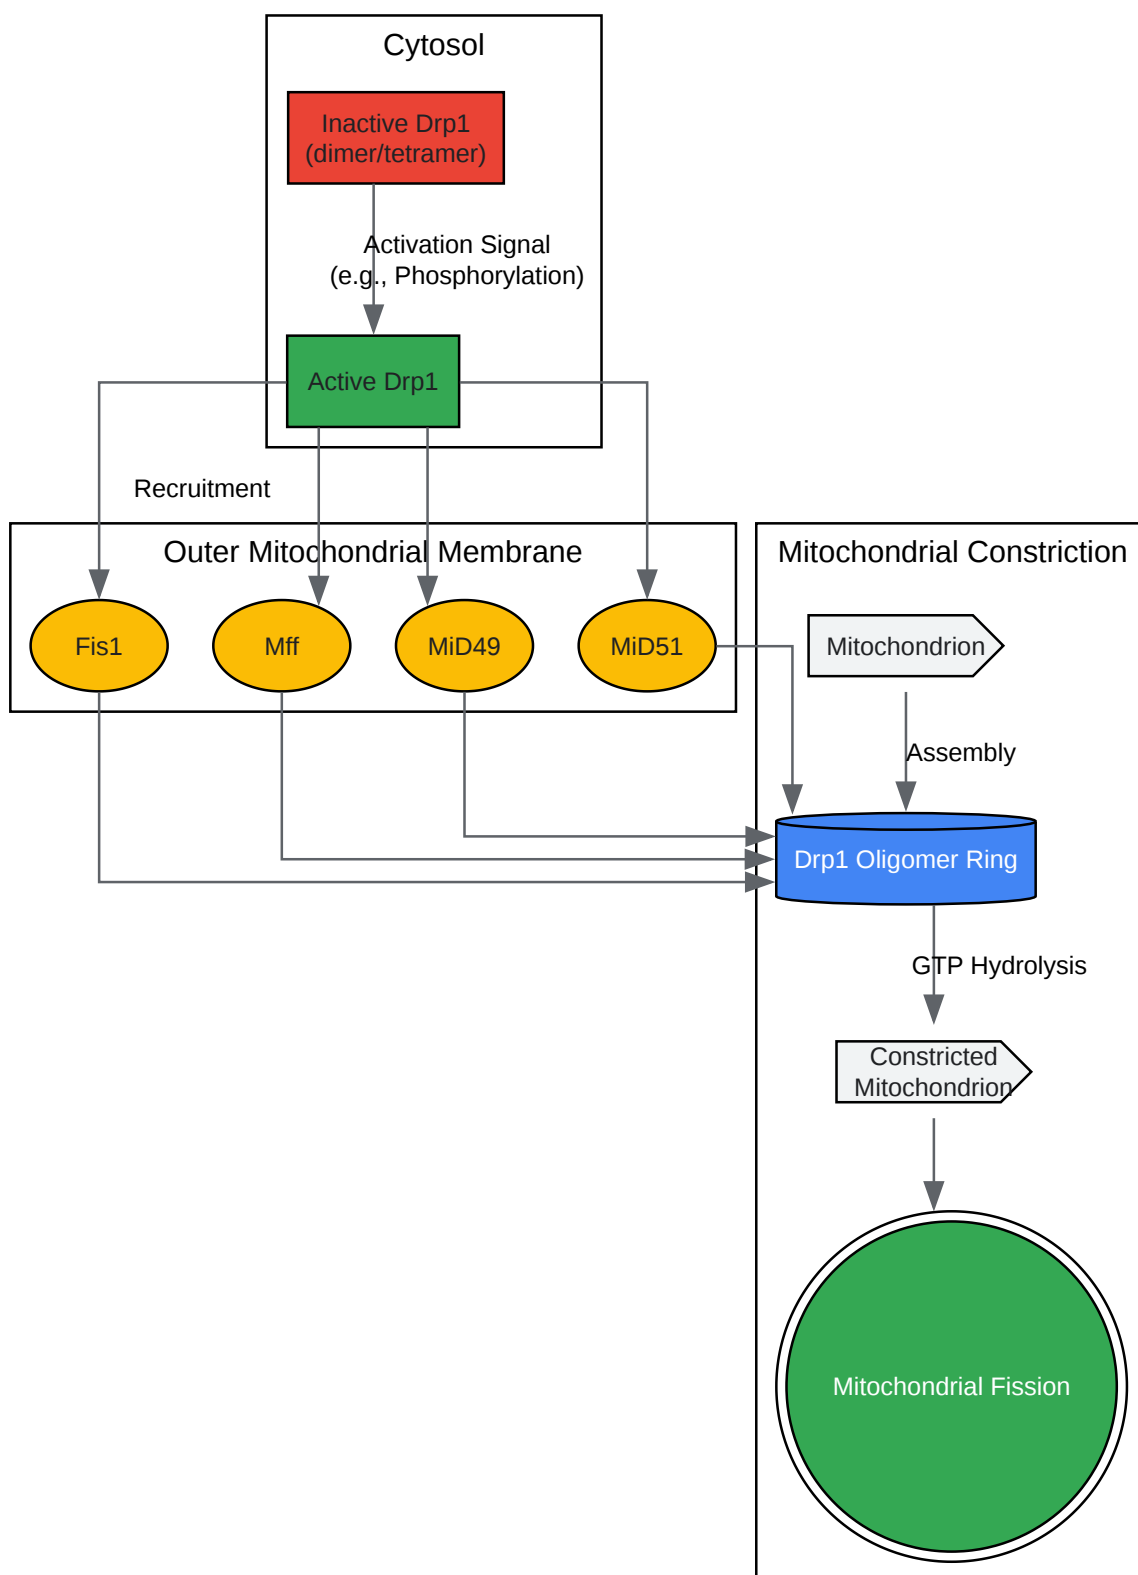 Cytosol
Inactive Drp1
(dimer/tetramer)
Activation Signal
(e.g., Phosphorylation)
Active Drp1
Recruitment
Outer Mitochondrial Membrane
Mitochondrial Constriction
Fis1
Mff
MiD49
MiD51
Mitochondrion
Assembly
Drp1 Oligomer Ring
GTP Hydrolysis
Constricted
Mitochondrion
Mitochondrial Fission